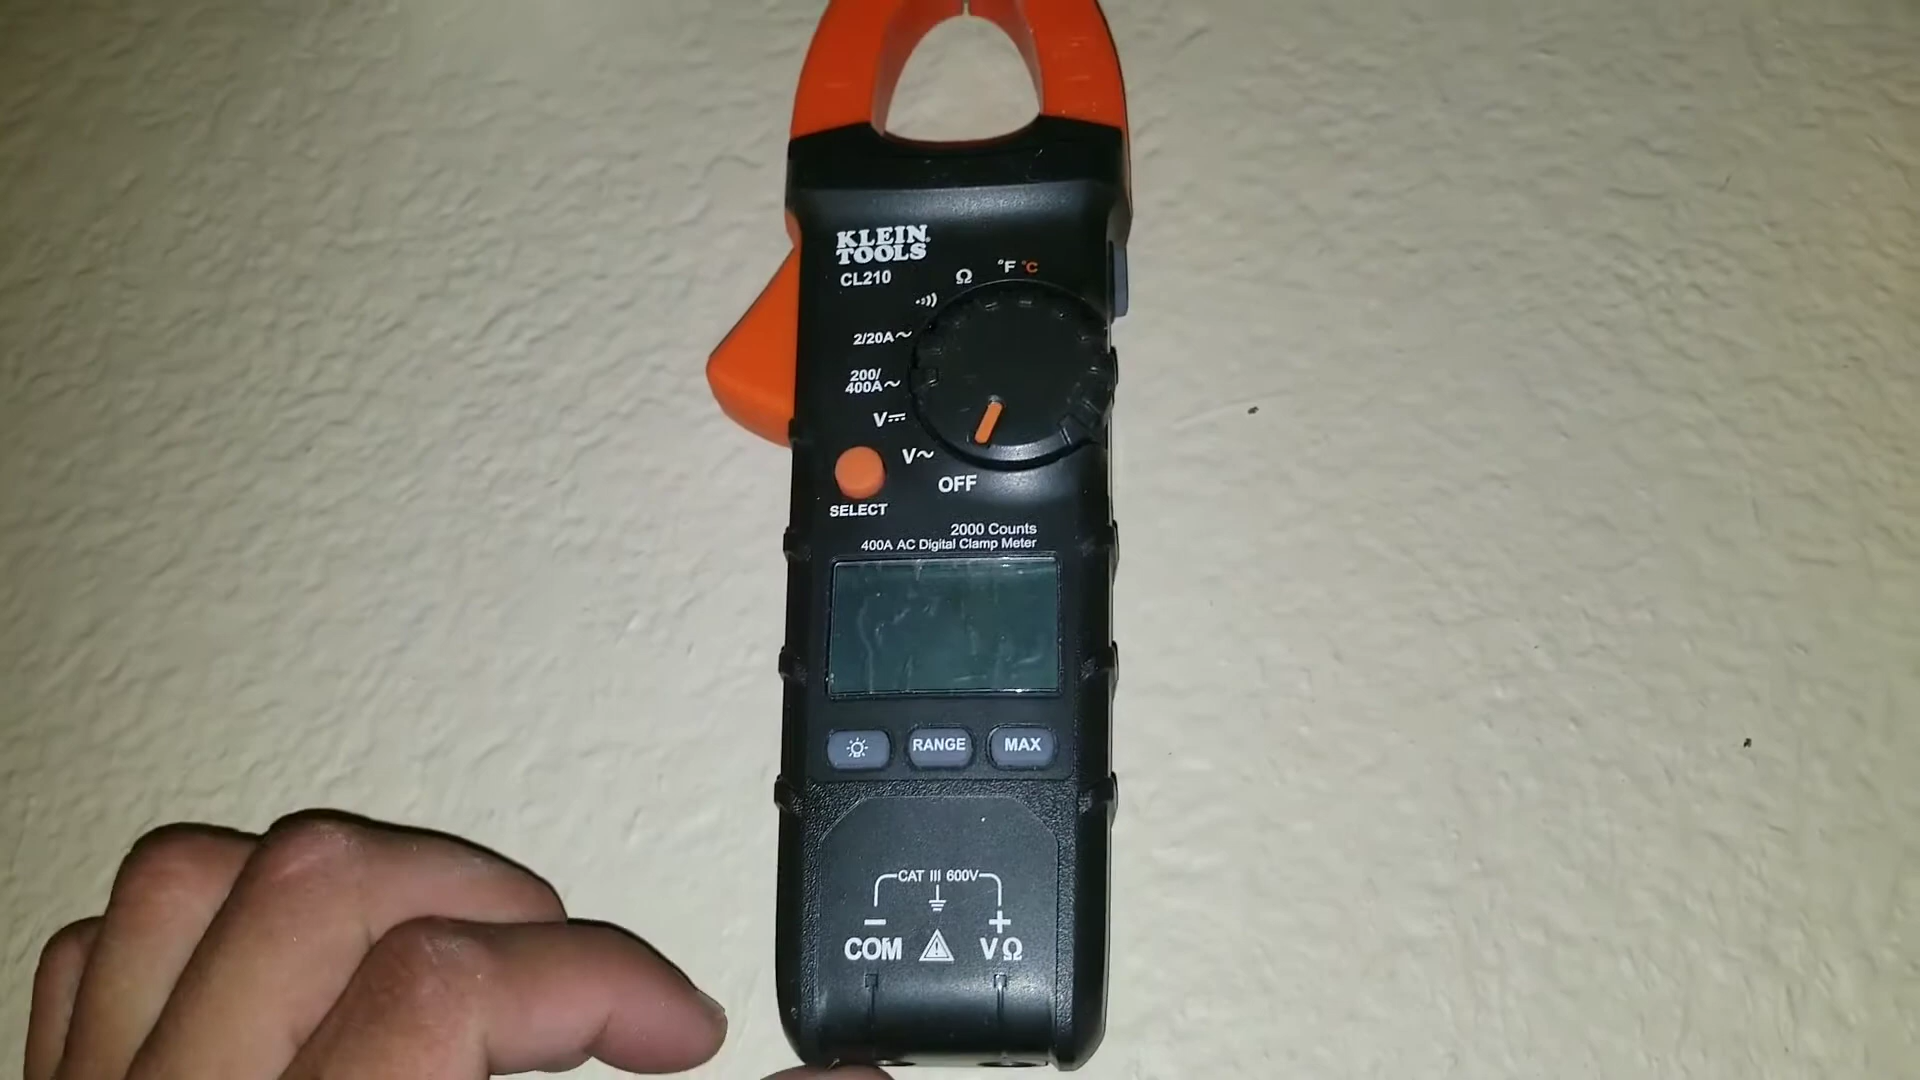 KLEIN
TOOLS
CL210
Ω
°F °C
2/20A~
200/
400A~
V⎓
V~
OFF
SELECT
2000 Counts
400A AC Digital Clamp Meter
RANGE
MAX
CAT III 600V
− +
COM VΩ